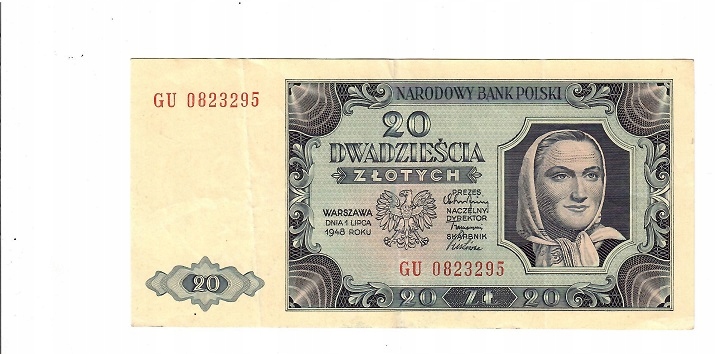 GU 0823295
NARODOWY BANK POLSKI
20
DWADZIEŚCIA
ZŁOTYCH
WARSZAWA
DNIA 1 LIPCA
1948 ROKU
PREZES
NACZELNY
DYREKTOR
SKARBNIK
GU 0823295
20
20 ZŁ 20